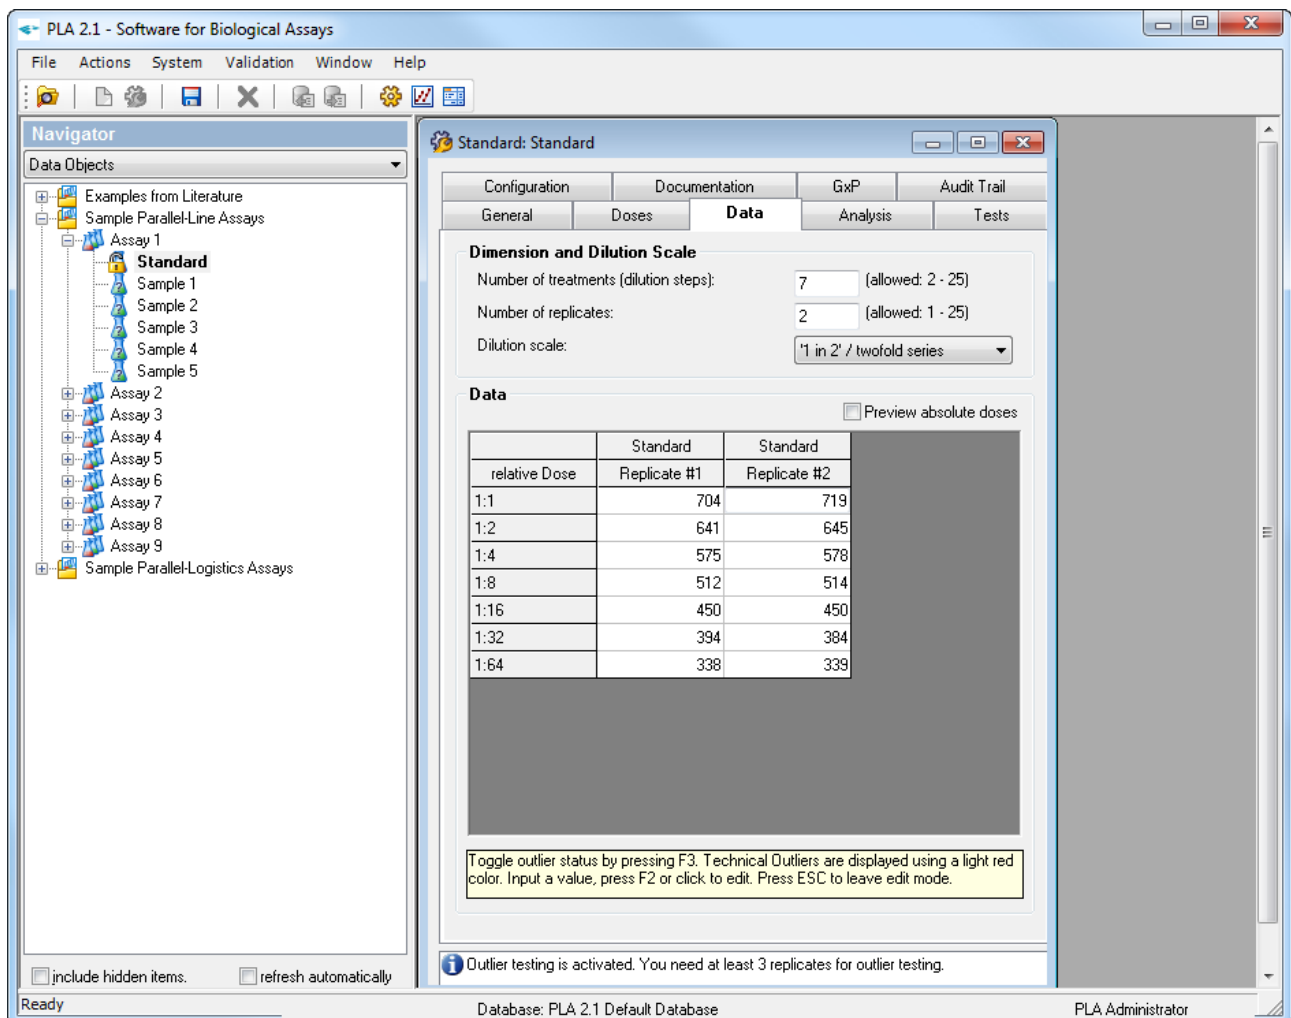 PLA 2.1 - Software for Biological Assays
File Actions System Validation Window Help
Navigator
Data Objects
Examples from Literature
Sample Parallel-Line Assays
Assay 1
Standard
Sample 1
Sample 2
Sample 3
Sample 4
Sample 5
Assay 2
Assay 3
Assay 4
Assay 5
Assay 6
Assay 7
Assay 8
Assay 9
Sample Parallel-Logistics Assays
include hidden items. refresh automatically
Standard: Standard
Configuration Documentation GxP Audit Trail
General Doses Data Analysis Tests
Dimension and Dilution Scale
Number of treatments (dilution steps): 7 (allowed: 2 - 25)
Number of replicates: 2 (allowed: 1 - 25)
Dilution scale: '1 in 2' / twofold series
Data
Preview absolute doses
Standard Standard
relative Dose Replicate #1 Replicate #2
1:1 704 719
1:2 641 645
1:4 575 578
1:8 512 514
1:16 450 450
1:32 394 384
1:64 338 339
Toggle outlier status by pressing F3. Technical Outliers are displayed using a light red
color. Input a value, press F2 or click to edit. Press ESC to leave edit mode.
Outlier testing is activated. You need at least 3 replicates for outlier testing.
Ready Database: PLA 2.1 Default Database PLA Administrator